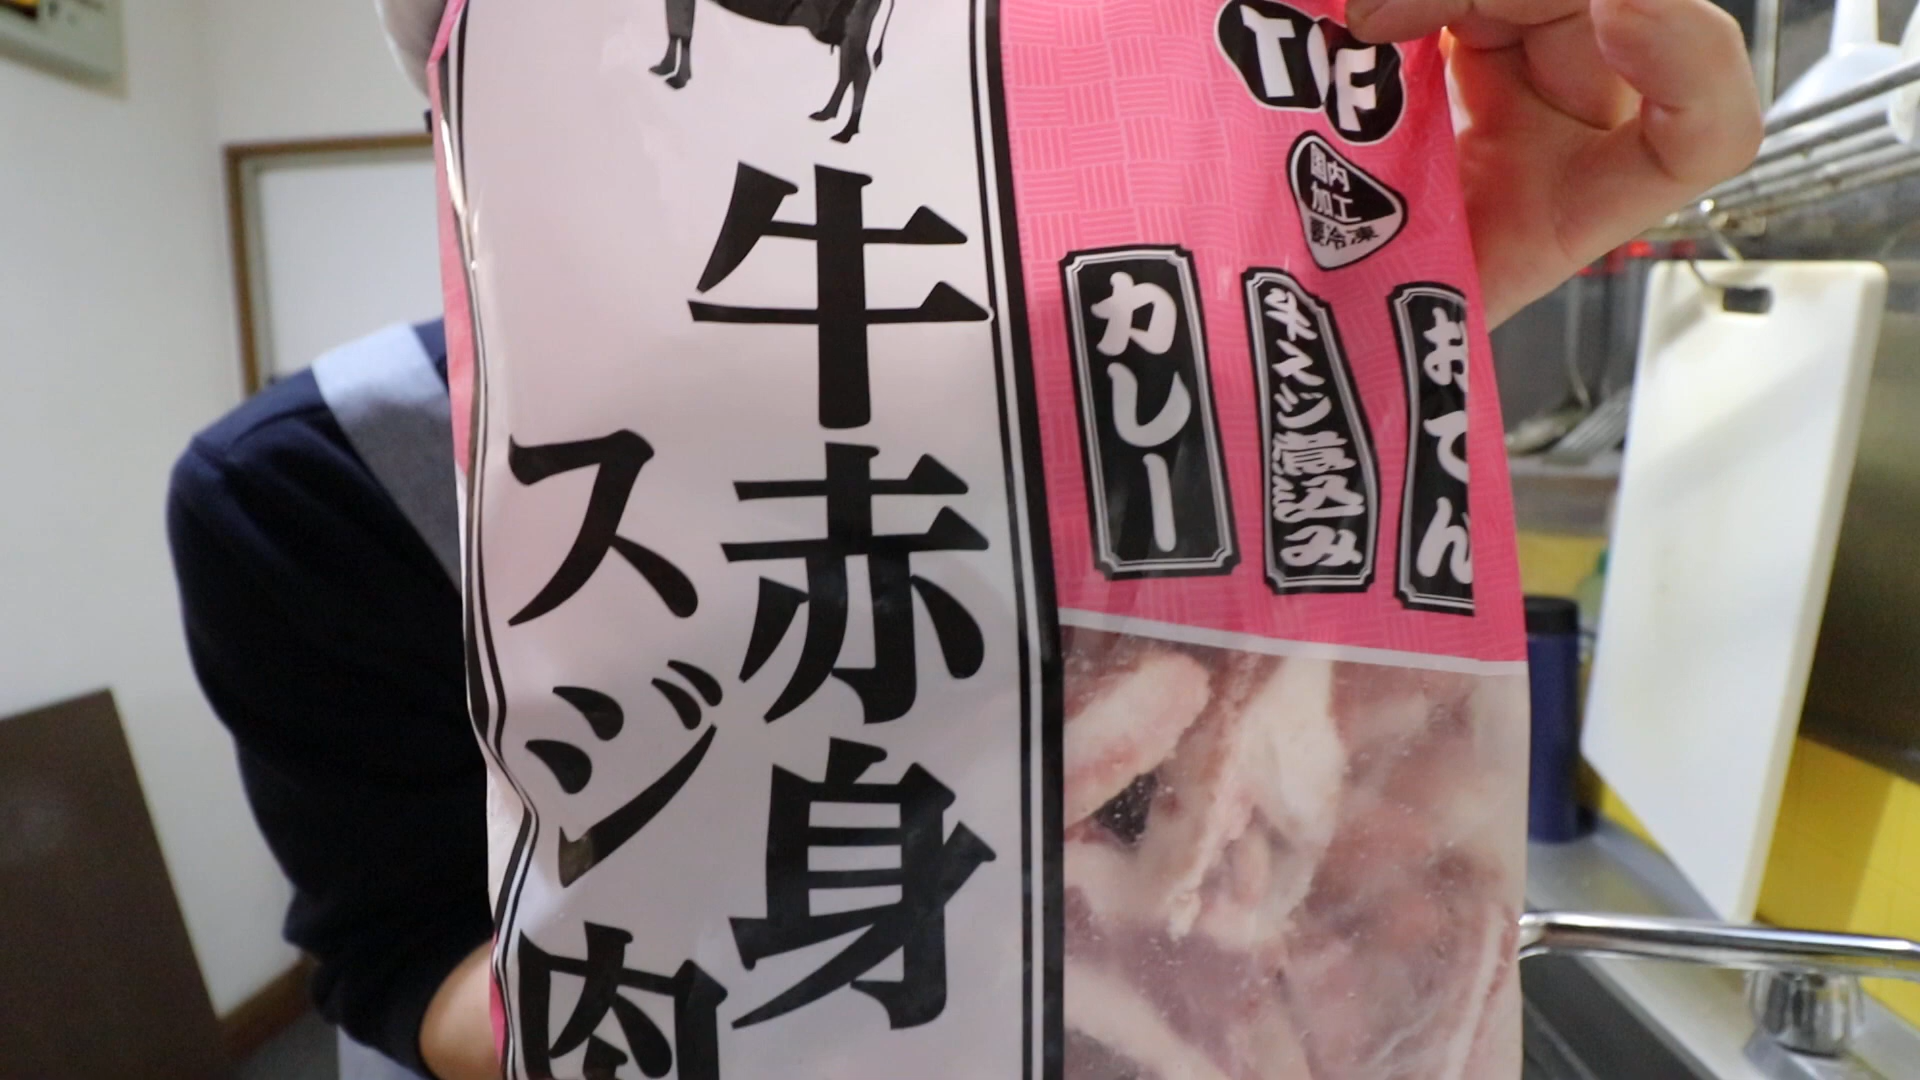 牛赤身
スジ肉
国内
加工
要冷凍
カレー
牛スジ煮込み
おでん